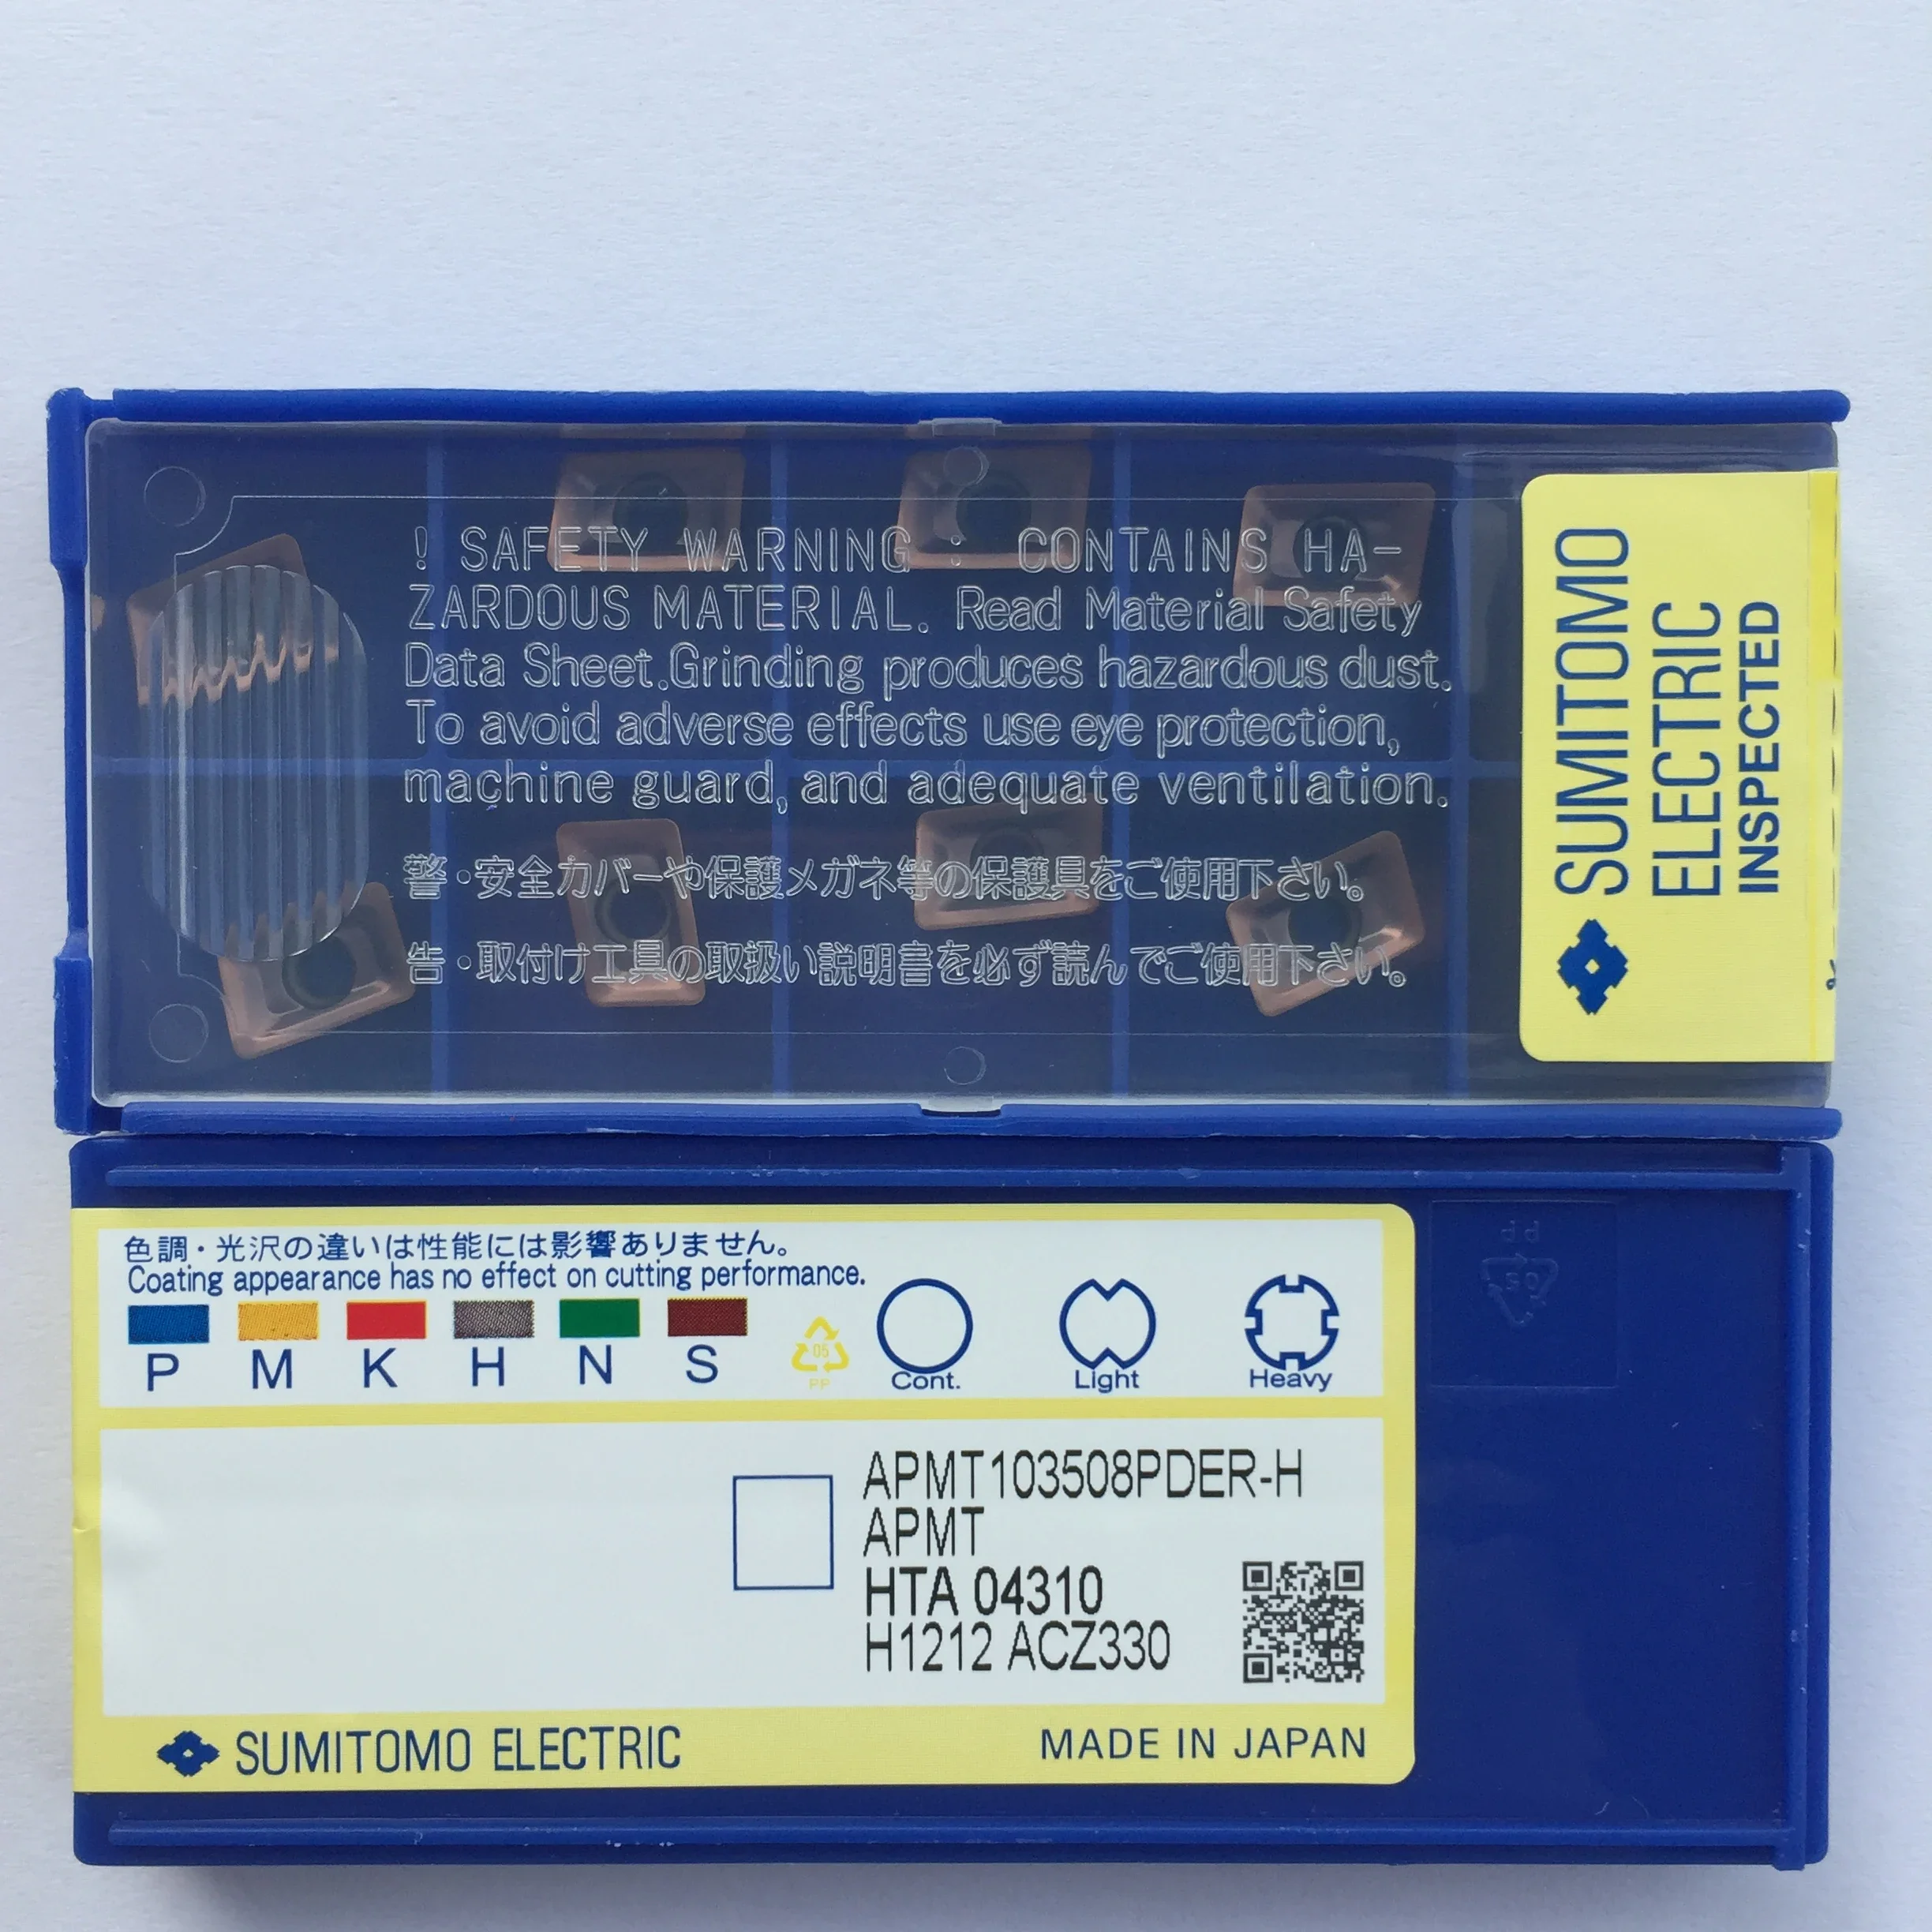 ! SAFETY WARNING : CONTAINS HA-
ZARDOUS MATERIAL. Read Material Safety
Data Sheet.Grinding produces hazardous dust.
To avoid adverse effects use eye protection,
machine guard, and adequate ventilation.
警・安全カバーや保護メガネ等の保護具をご使用下さい。
告・取付け工具の取扱い説明書を必ず読んでご使用下さい。
SUMITOMO
ELECTRIC
INSPECTED
色調・光沢の違いは性能には影響ありません。
Coating appearance has no effect on cutting performance.
P M K H N S
05
PP
Cont. Light Heavy
PP
05
APMT103508PDER-H
APMT
HTA 04310
H1212 ACZ330
SUMITOMO ELECTRIC
MADE IN JAPAN